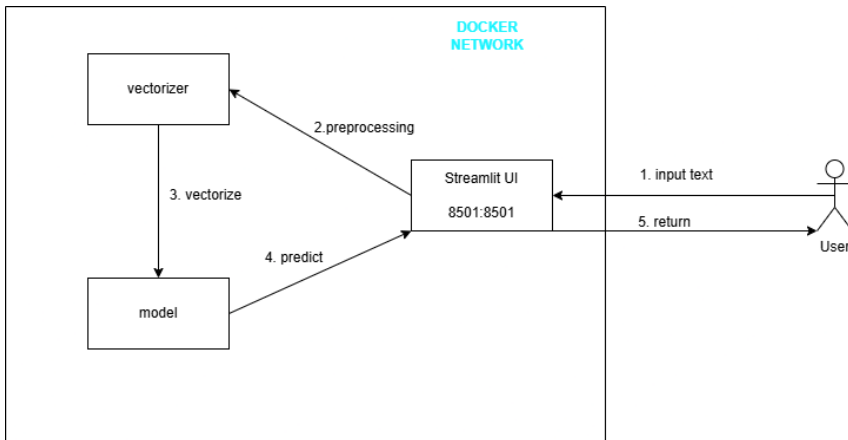 DOCKER
NETWORK
vectorizer
2.preprocessing
Streamlit UI
8501:8501
1. input text
3. vectorize
5. return
User
4. predict
model